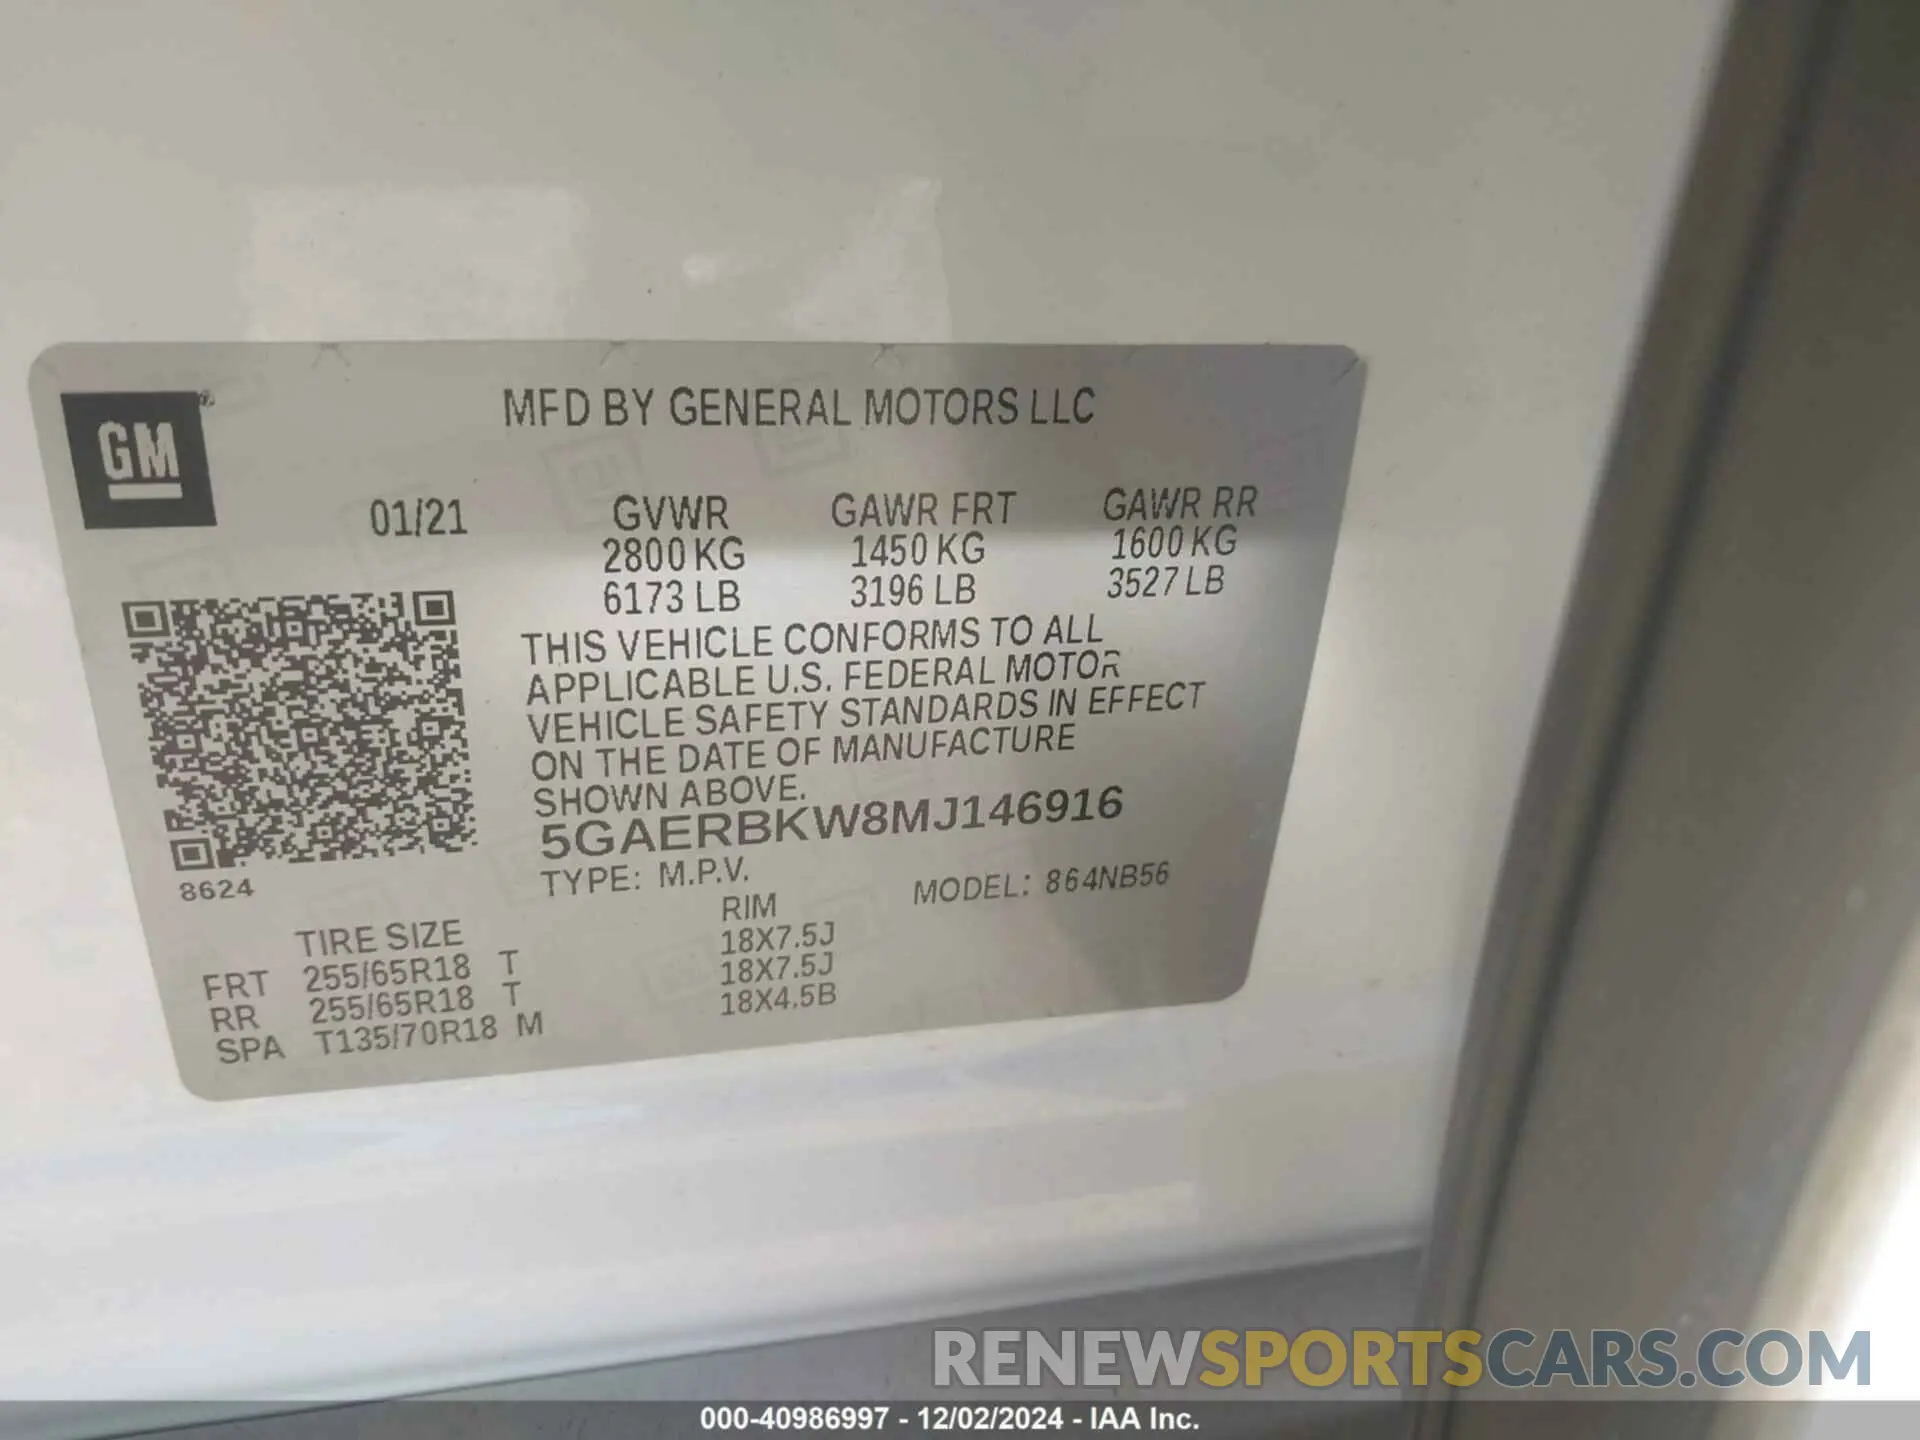 GM®
MFD BY GENERAL MOTORS LLC
01/21 GVWR GAWR FRT GAWR RR
2800 KG 1450 KG 1600 KG
6173 LB 3196 LB 3527 LB
THIS VEHICLE CONFORMS TO ALL
APPLICABLE U.S. FEDERAL MOTOR
VEHICLE SAFETY STANDARDS IN EFFECT
ON THE DATE OF MANUFACTURE
SHOWN ABOVE.
5GAERBKW8MJ146916
8624
TYPE: M.P.V. MODEL: 864NB56
TIRE SIZE RIM
FRT 255/65R18 T 18X7.5J
RR 255/65R18 T 18X7.5J
SPA T135/70R18 M 18X4.5B
RENEWSPORTSCARS.COM
000-40986997 - 12/02/2024 - IAA Inc.